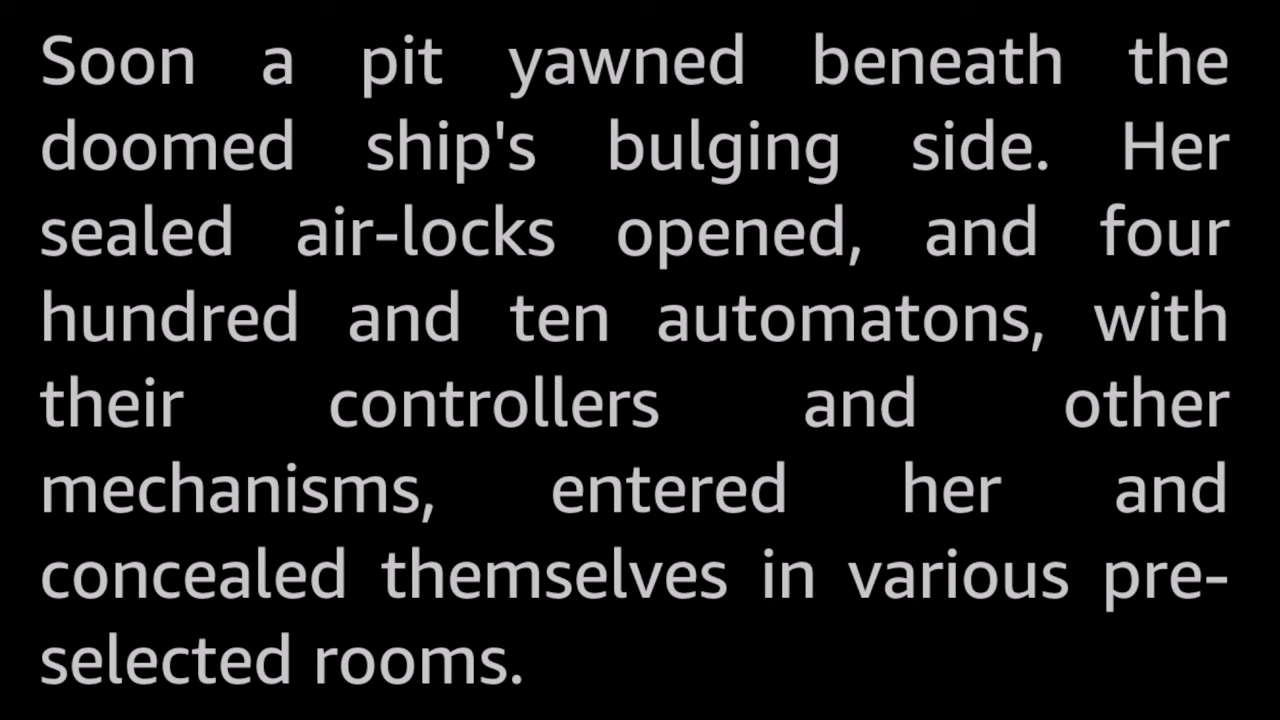 Soon a pit yawned beneath the
doomed ship's bulging side. Her
sealed air-locks opened, and four
hundred and ten automatons, with
their controllers and other
mechanisms, entered her and
concealed themselves in various pre-
selected rooms.